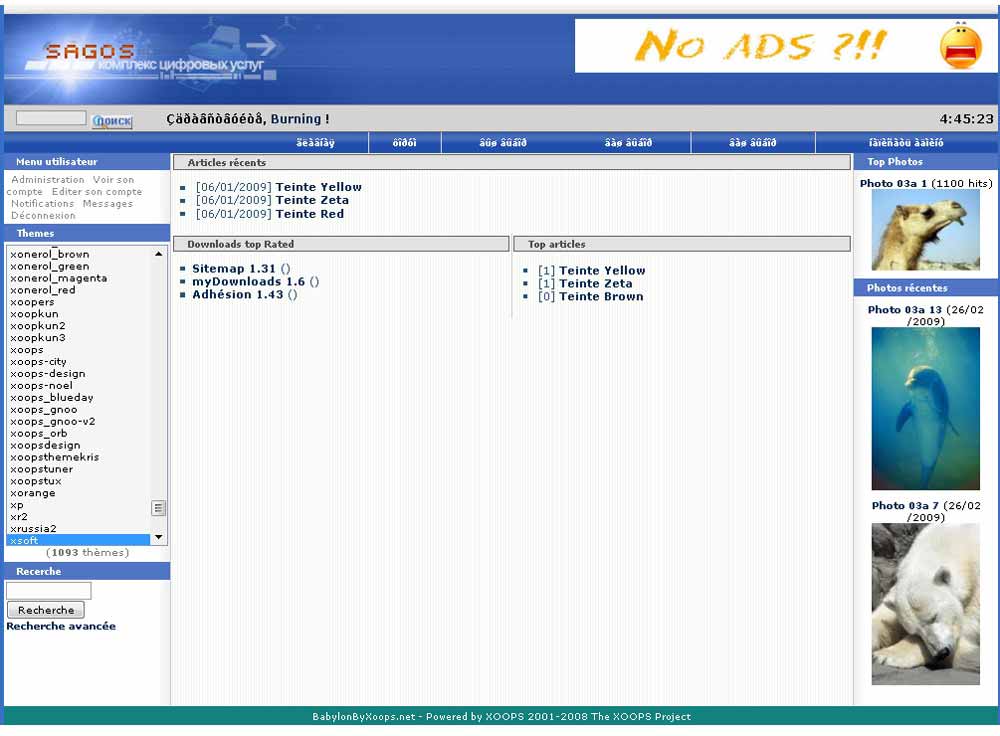 SAGOS
комплекс цифровых услуг
NO ADS ?!!
поиск
Çäðàâñòâóéòå, Burning !
4:45:23
ãëàâíàÿ
ôîðóì
âàø âûáîð
âàø âûáîð
âàø âûáîð
íàïèñàòü àäìèíó
Menu utilisateur
Administration Voir son
compte Editer son compte
Notifications Messages
Déconnexion
Themes
xonerol_brown
xonerol_green
xonerol_magenta
xonerol_red
xoopers
xoopkun
xoopkun2
xoopkun3
xoops
xoops-city
xoops-design
xoops-noel
xoops_blueday
xoops_gnoo
xoops_gnoo-v2
xoops_orb
xoopsdesign
xoopsthemekris
xoopstuner
xoopstux
xorange
xp
xr2
xrussia2
xsoft
(1093 thèmes)
Recerche
Recherche
Recherche avancée
Articles récents
[06/01/2009] Teinte Yellow
[06/01/2009] Teinte Zeta
[06/01/2009] Teinte Red
Downloads top Rated
Sitemap 1.31 ()
myDownloads 1.6 ()
Adhésion 1.43 ()
Top articles
[1] Teinte Yellow
[1] Teinte Zeta
[0] Teinte Brown
Top Photos
Photo 03a 1 (1100 hits)
Photos récentes
Photo 03a 13 (26/02
/2009)
Photo 03a 7 (26/02
/2009)
BabylonByXoops.net - Powered by XOOPS 2001-2008 The XOOPS Project